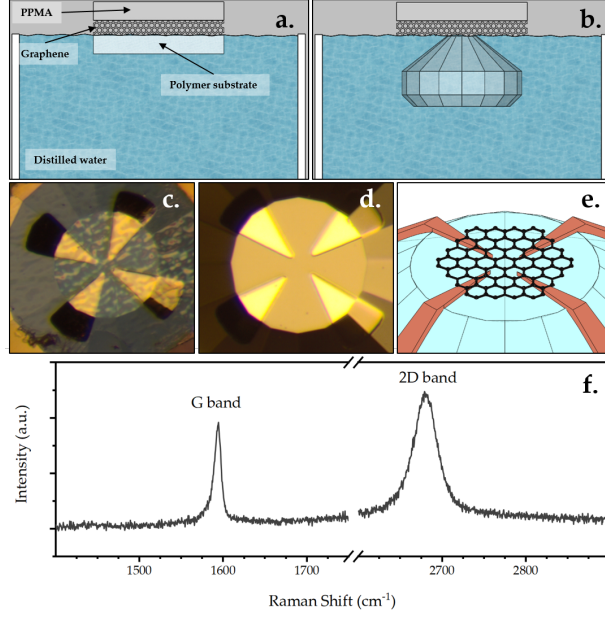 PPMA
Graphene
Polymer substrate
Distilled water
a.
b.
c.
d.
e.
f.
G band
2D band
Intensity (a.u.)
1500
1600
1700
2700
2800
Raman Shift (cm⁻¹)